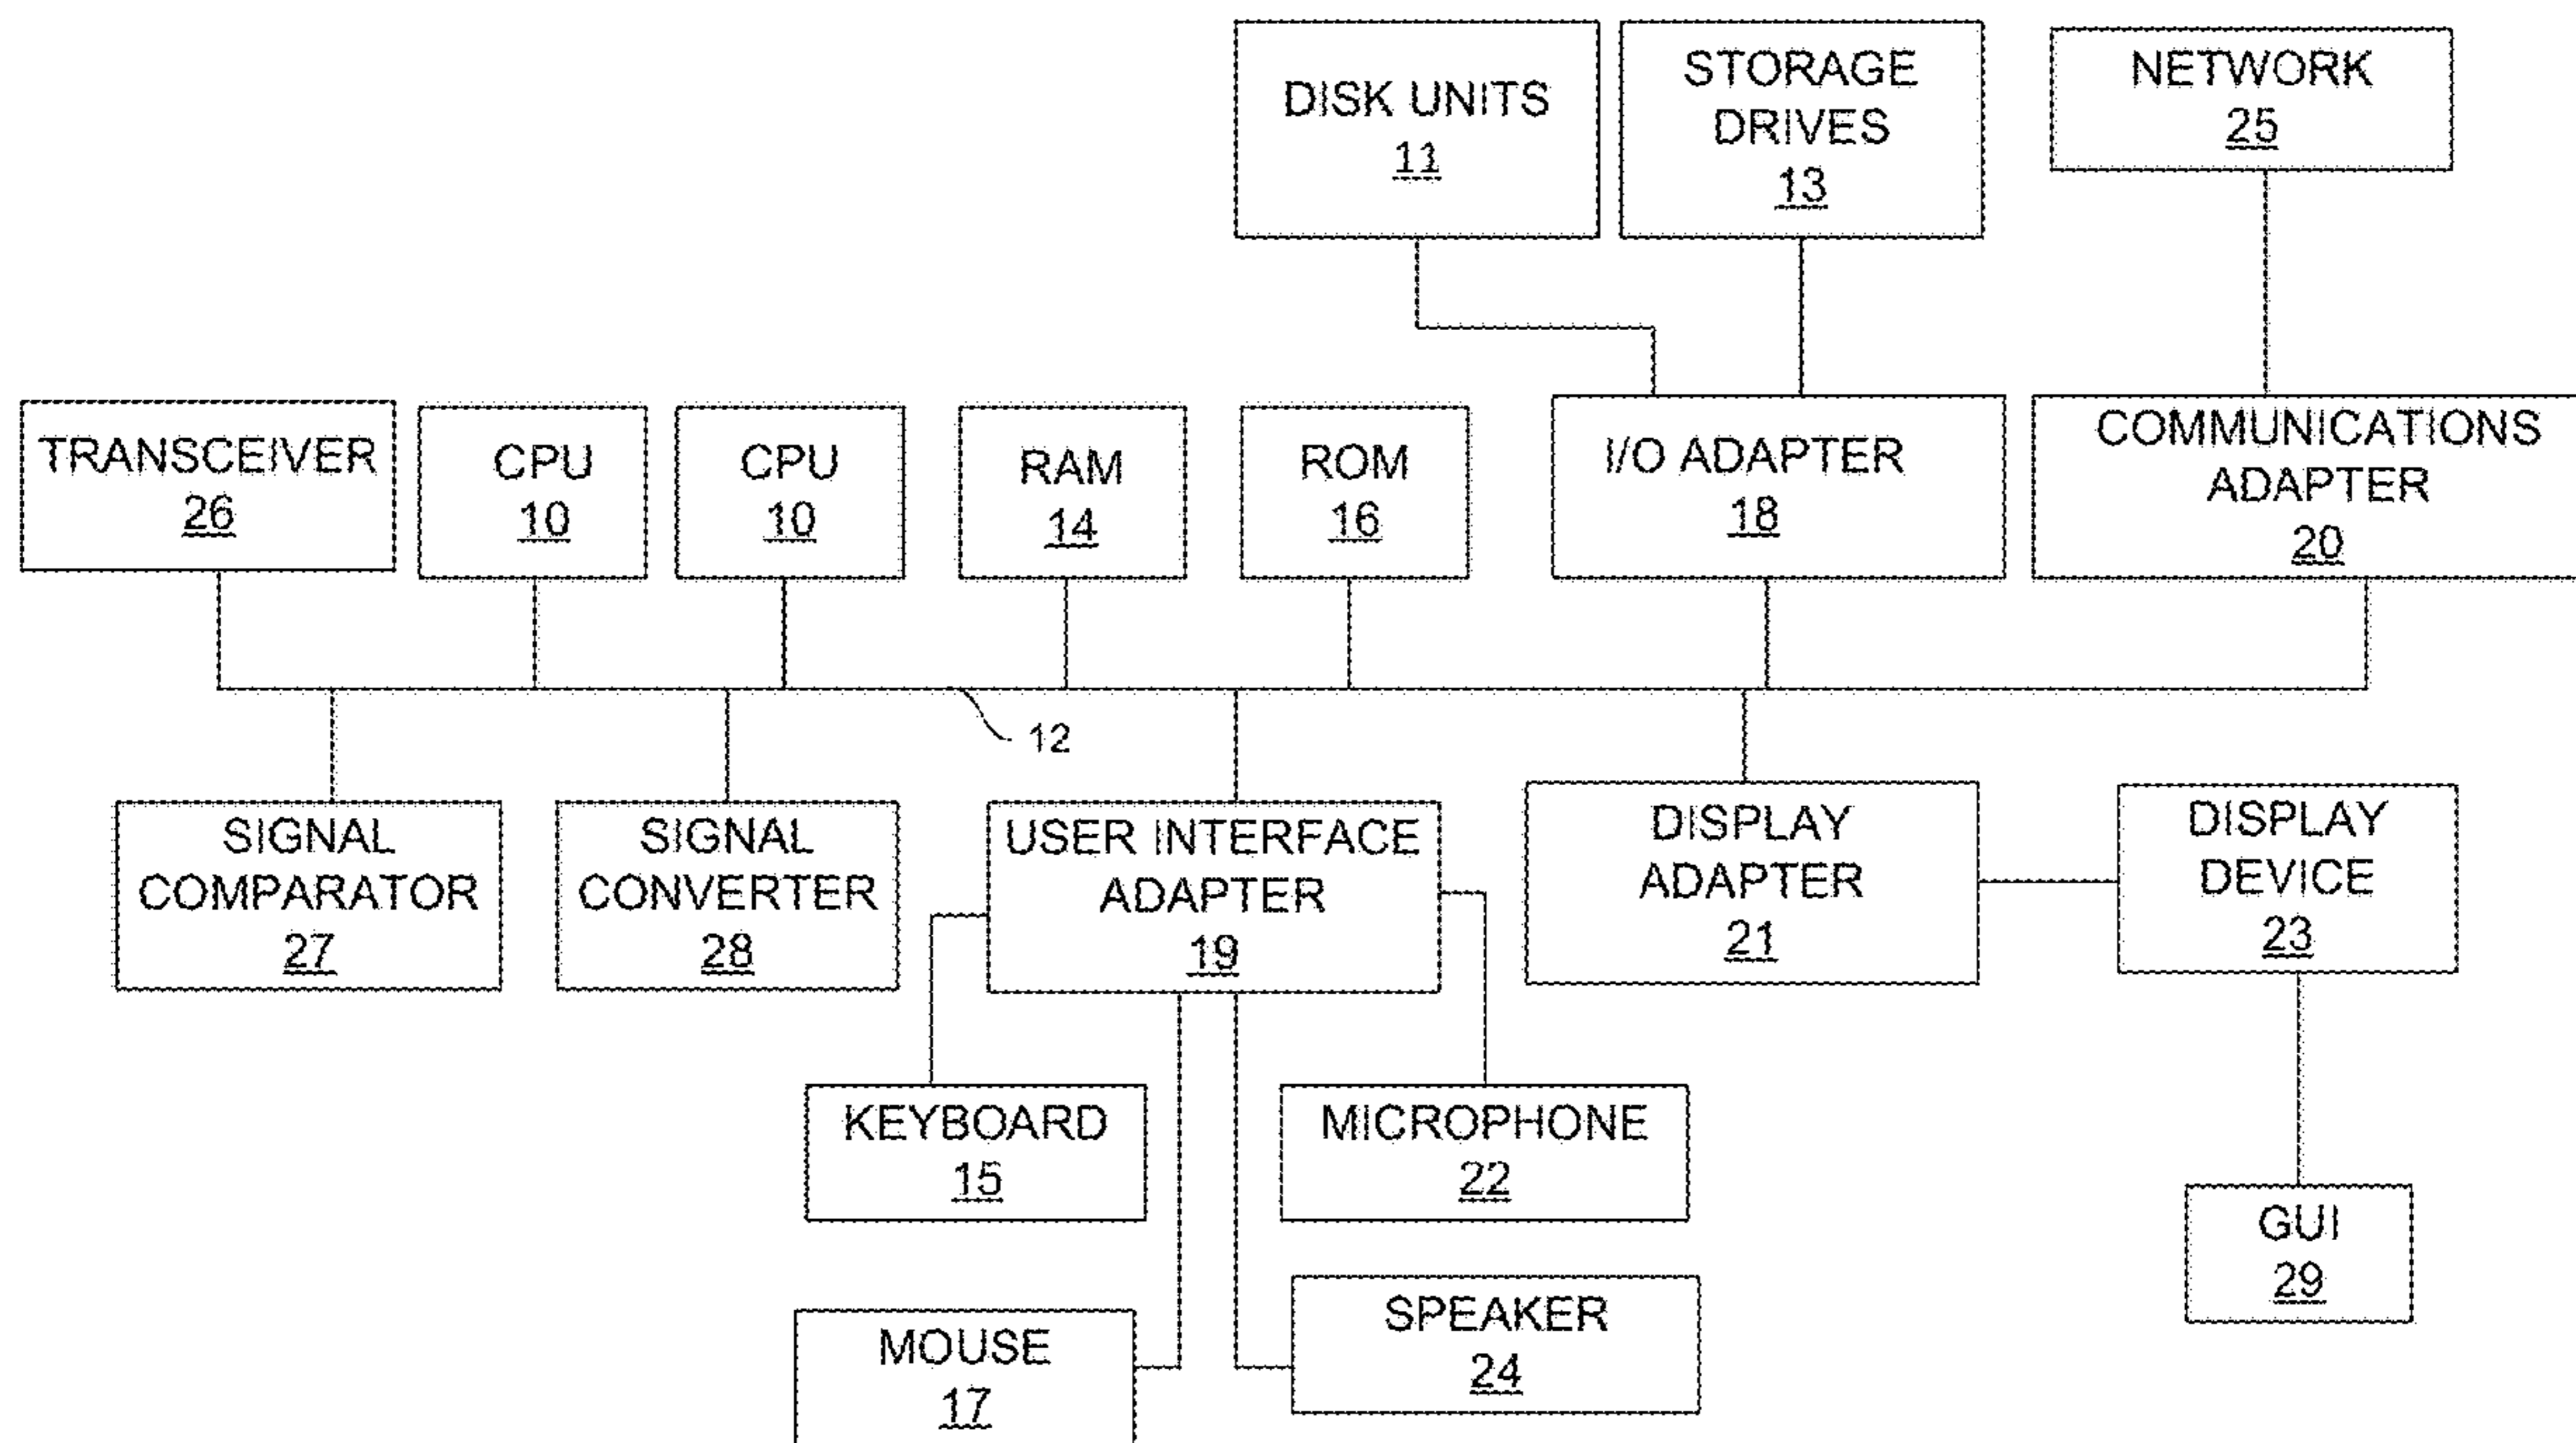 DISK UNITS
11
STORAGE
DRIVES
13
NETWORK
25
TRANSCEIVER
26
CPU
10
CPU
10
RAM
14
ROM
16
I/O ADAPTER
18
COMMUNICATIONS
ADAPTER
20
12
SIGNAL
COMPARATOR
27
SIGNAL
CONVERTER
28
USER INTERFACE
ADAPTER
19
DISPLAY
ADAPTER
21
DISPLAY
DEVICE
23
KEYBOARD
15
MICROPHONE
22
GUI
29
MOUSE
17
SPEAKER
24